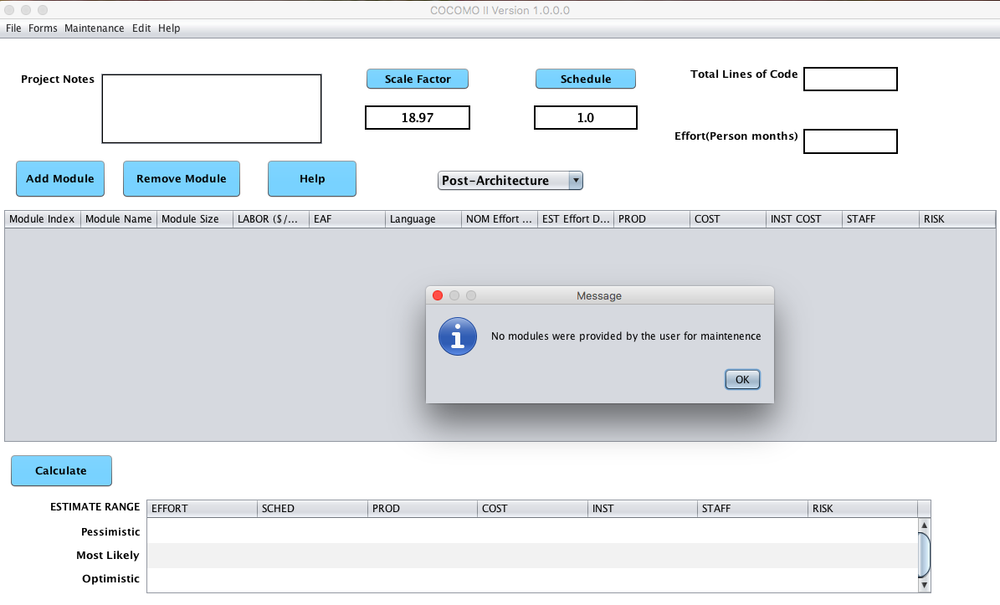 COCOMO II Version 1.0.0.0
File Forms Maintenance Edit Help
Project Notes
Scale Factor
Schedule
Total Lines of Code
18.97
1.0
Effort(Person months)
Add Module
Remove Module
Help
Post-Architecture
Module Index Module Name Module Size LABOR ($/... EAF Language NOM Effort ... EST Effort D... PROD COST INST COST STAFF RISK
Message
No modules were provided by the user for maintenence
OK
Calculate
ESTIMATE RANGE EFFORT SCHED PROD COST INST STAFF RISK
Pessimistic
Most Likely
Optimistic